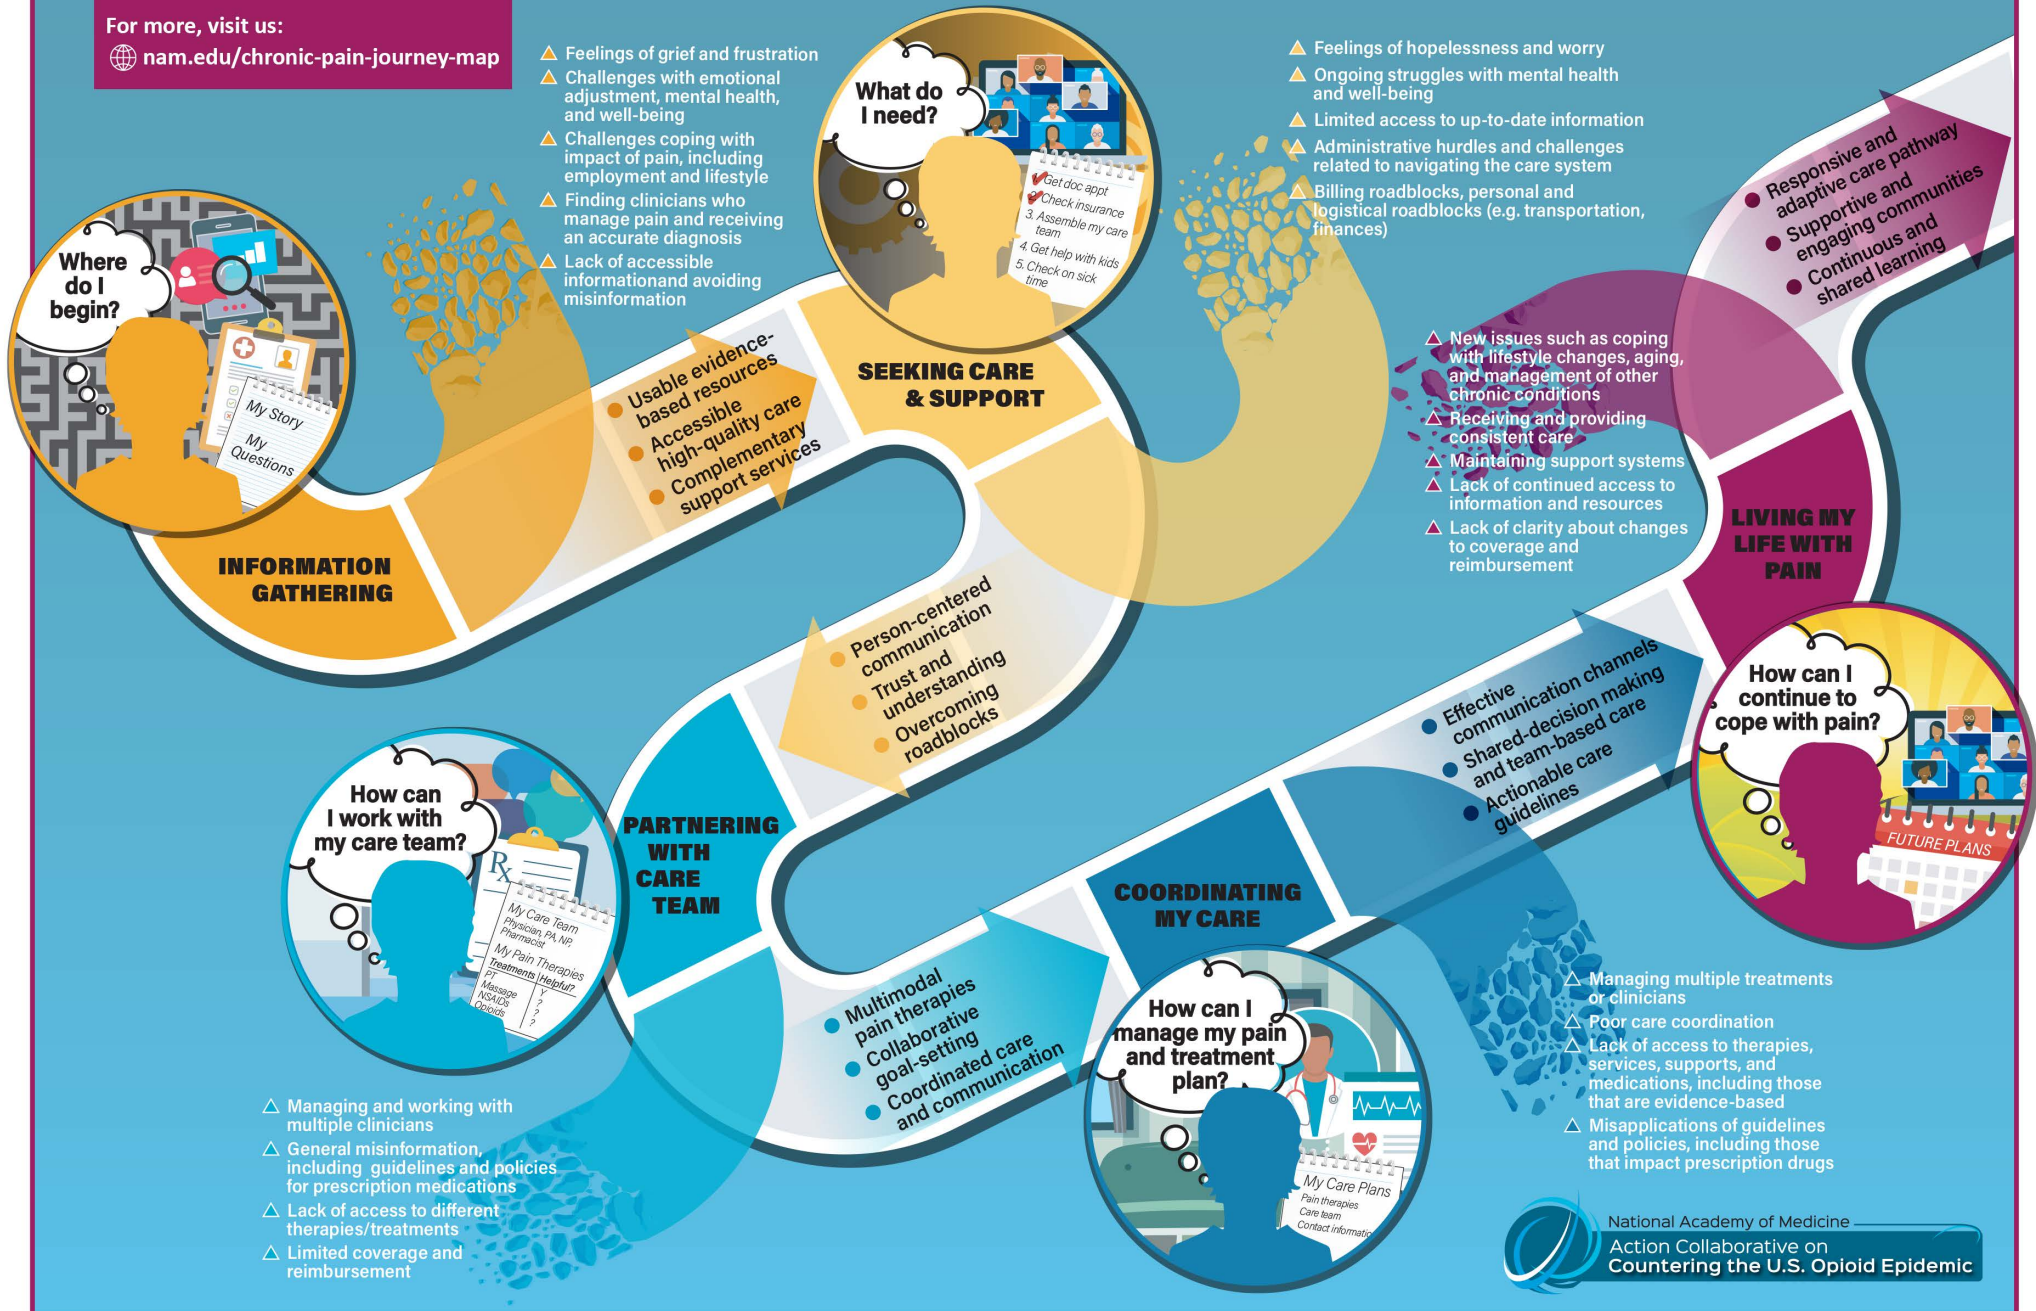 For more, visit us:
nam.edu/chronic-pain-journey-map
Where
do I
begin?
My Story
My
Questions
INFORMATION
GATHERING
Feelings of grief and frustration
Challenges with emotional
adjustment, mental health,
and well-being
Challenges coping with
impact of pain, including
employment and lifestyle
Finding clinicians who
manage pain and receiving
an accurate diagnosis
Lack of accessible
informationand avoiding
misinformation
Usable evidence-
based resources
Accessible
high-quality care
Complementary
support services
What do
I need?
Get doc appt
2. Check insurance
3. Assemble my care
team
4. Get help with kids
5. Check on sick
time
SEEKING CARE
& SUPPORT
Feelings of hopelessness and worry
Ongoing struggles with mental health
and well-being
Limited access to up-to-date information
Administrative hurdles and challenges
related to navigating the care system
Billing roadblocks, personal and
logistical roadblocks (e.g. transportation,
finances)
Person-centered
communication
Trust and
understanding
Overcoming
roadblocks
How can
I work with
my care team?
Rx
My Care Team
Physician, PA, NP,
Pharmacist
My Pain Therapies
Treatments | Helpful?
PT Y
Massage ?
NSAIDs ?
Opioids ?
PARTNERING
WITH
CARE
TEAM
Managing and working with
multiple clinicians
General misinformation,
including guidelines and policies
for prescription medications
Lack of access to different
therapies/treatments
Limited coverage and
reimbursement
Multimodal
pain therapies
Collaborative
goal-setting
Coordinated care
and communication
COORDINATING
MY CARE
How can I
manage my pain
and treatment
plan?
My Care Plans
Pain therapies
Care team
Contact informatio
Managing multiple treatments
or clinicians
Poor care coordination
Lack of access to therapies,
services, supports, and
medications, including those
that are evidence-based
Misapplications of guidelines
and policies, including those
that impact prescription drugs
Effective
communication channels
Shared-decision making
and team-based care
Actionable care
guidelines
LIVING MY
LIFE WITH
PAIN
How can I
continue to
cope with pain?
FUTURE PLANS
New issues such as coping
with lifestyle changes, aging,
and management of other
chronic conditions
Receiving and providing
consistent care
Maintaining support systems
Lack of continued access to
information and resources
Lack of clarity about changes
to coverage and
reimbursement
Responsive and
adaptive care pathway
Supportive and
engaging communities
Continuous and
shared learning
National Academy of Medicine
Action Collaborative on
Countering the U.S. Opioid Epidemic